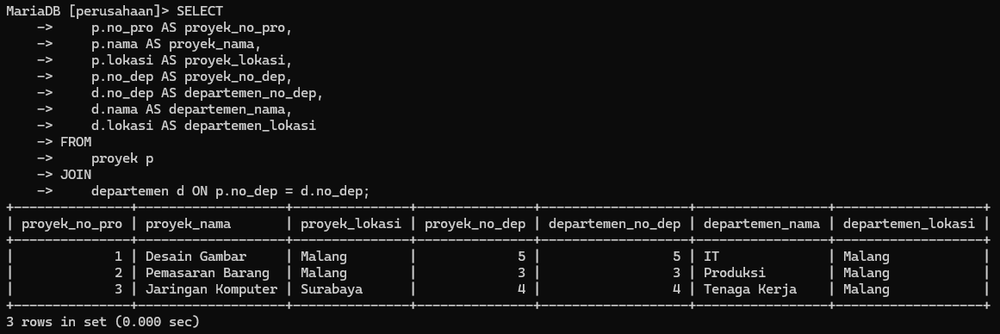 MariaDB [perusahaan]> SELECT
    ->     p.no_pro AS proyek_no_pro,
    ->     p.nama AS proyek_nama,
    ->     p.lokasi AS proyek_lokasi,
    ->     p.no_dep AS proyek_no_dep,
    ->     d.no_dep AS departemen_no_dep,
    ->     d.nama AS departemen_nama,
    ->     d.lokasi AS departemen_lokasi
    -> FROM
    ->     proyek p
    -> JOIN
    ->     departemen d ON p.no_dep = d.no_dep;
+---------------+-------------------+---------------+---------------+-------------------+-----------------+-------------------+
| proyek_no_pro | proyek_nama       | proyek_lokasi | proyek_no_dep | departemen_no_dep | departemen_nama | departemen_lokasi |
+---------------+-------------------+---------------+---------------+-------------------+-----------------+-------------------+
|             1 | Desain Gambar     | Malang        |             5 |                 5 | IT              | Malang            |
|             2 | Pemasaran Barang  | Malang        |             3 |                 3 | Produksi        | Malang            |
|             3 | Jaringan Komputer | Surabaya      |             4 |                 4 | Tenaga Kerja    | Malang            |
+---------------+-------------------+---------------+---------------+-------------------+-----------------+-------------------+
3 rows in set (0.000 sec)